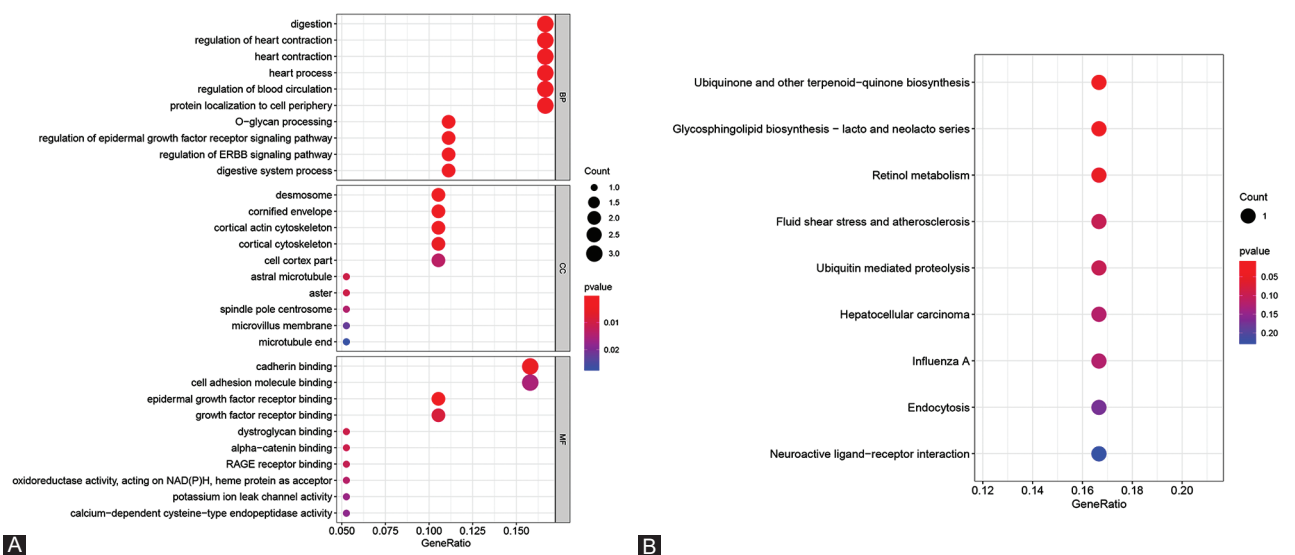 digestion
regulation of heart contraction
heart contraction
heart process
regulation of blood circulation
protein localization to cell periphery
O−glycan processing
regulation of epidermal growth factor receptor signaling pathway
regulation of ERBB signaling pathway
digestive system process
BP
desmosome
cornified envelope
cortical actin cytoskeleton
cortical cytoskeleton
cell cortex part
astral microtubule
aster
spindle pole centrosome
microvillus membrane
microtubule end
CC
cadherin binding
cell adhesion molecule binding
epidermal growth factor receptor binding
growth factor receptor binding
dystroglycan binding
alpha−catenin binding
RAGE receptor binding
oxidoreductase activity, acting on NAD(P)H, heme protein as acceptor
potassium ion leak channel activity
calcium−dependent cysteine−type endopeptidase activity
MF
0.050 0.075 0.100 0.125 0.150
GeneRatio
Count
1.0
1.5
2.0
2.5
3.0
pvalue
0.01
0.02
A
Ubiquinone and other terpenoid−quinone biosynthesis
Glycosphingolipid biosynthesis − lacto and neolacto series
Retinol metabolism
Fluid shear stress and atherosclerosis
Ubiquitin mediated proteolysis
Hepatocellular carcinoma
Influenza A
Endocytosis
Neuroactive ligand−receptor interaction
0.12 0.14 0.16 0.18 0.20
GeneRatio
Count
1
pvalue
0.05
0.10
0.15
0.20
B